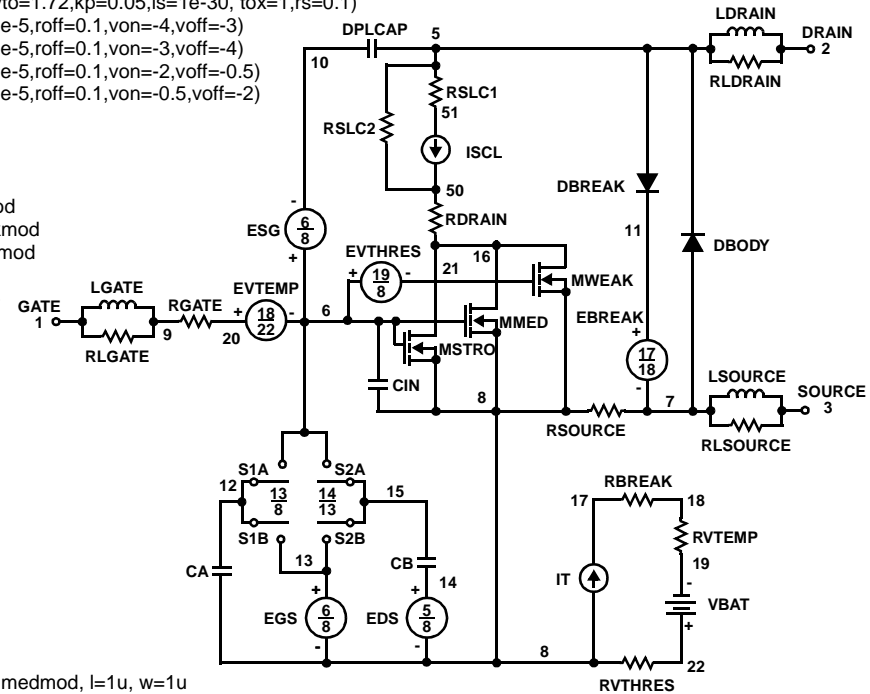 vto=1.72,kp=0.05,is=1e-30, tox=1,rs=0.1)
e-5,roff=0.1,von=-4,voff=-3)
e-5,roff=0.1,von=-3,voff=-4)
e-5,roff=0.1,von=-2,voff=-0.5)
e-5,roff=0.1,von=-0.5,voff=-2)
LDRAIN
DPLCAP
5
DRAIN
2
10
RLDRAIN
RSLC1
51
RSLC2
ISCL
50
DBREAK
od
kmod
mod
-
ESG
6
8
+
RDRAIN
11
DBODY
EVTHRES
16
21
+
19
8
-
MWEAK
LGATE
EVTEMP
GATE
1
RGATE
+
18
22
-
6
MMED
EBREAK
+
9
20
MSTRO
RLGATE
17
18
-
CIN
8
LSOURCE
7
SOURCE
3
RSOURCE
RLSOURCE
S1A
S2A
12
13
8
14
13
15
RBREAK
17
18
S1B
S2B
RVTEMP
13
CB
19
CA
14
IT
-
VBAT
+
+
EGS
6
8
-
+
EDS
5
8
-
8
22
RVTHRES
medmod, l=1u, w=1u